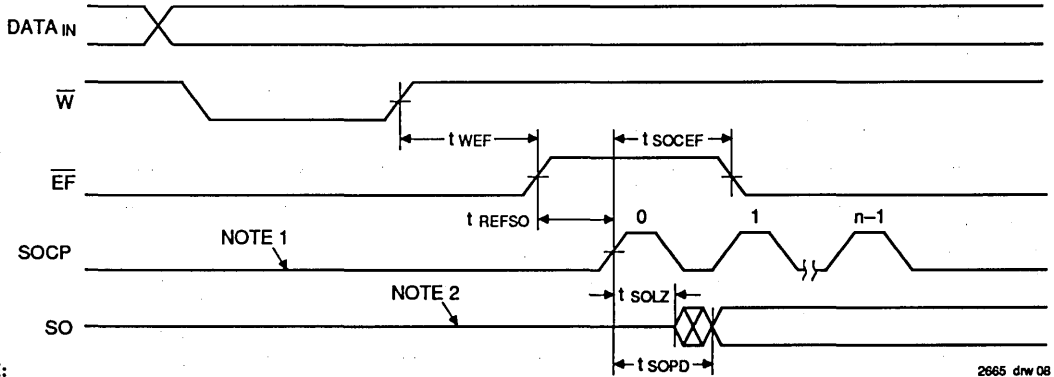 DATA IN
W
t WEF
t SOCEF
EF
t REFSO
0
1
n–1
NOTE 1
SOCP
NOTE 2
t SOLZ
SO
t SOPD
:
2665 drw 08